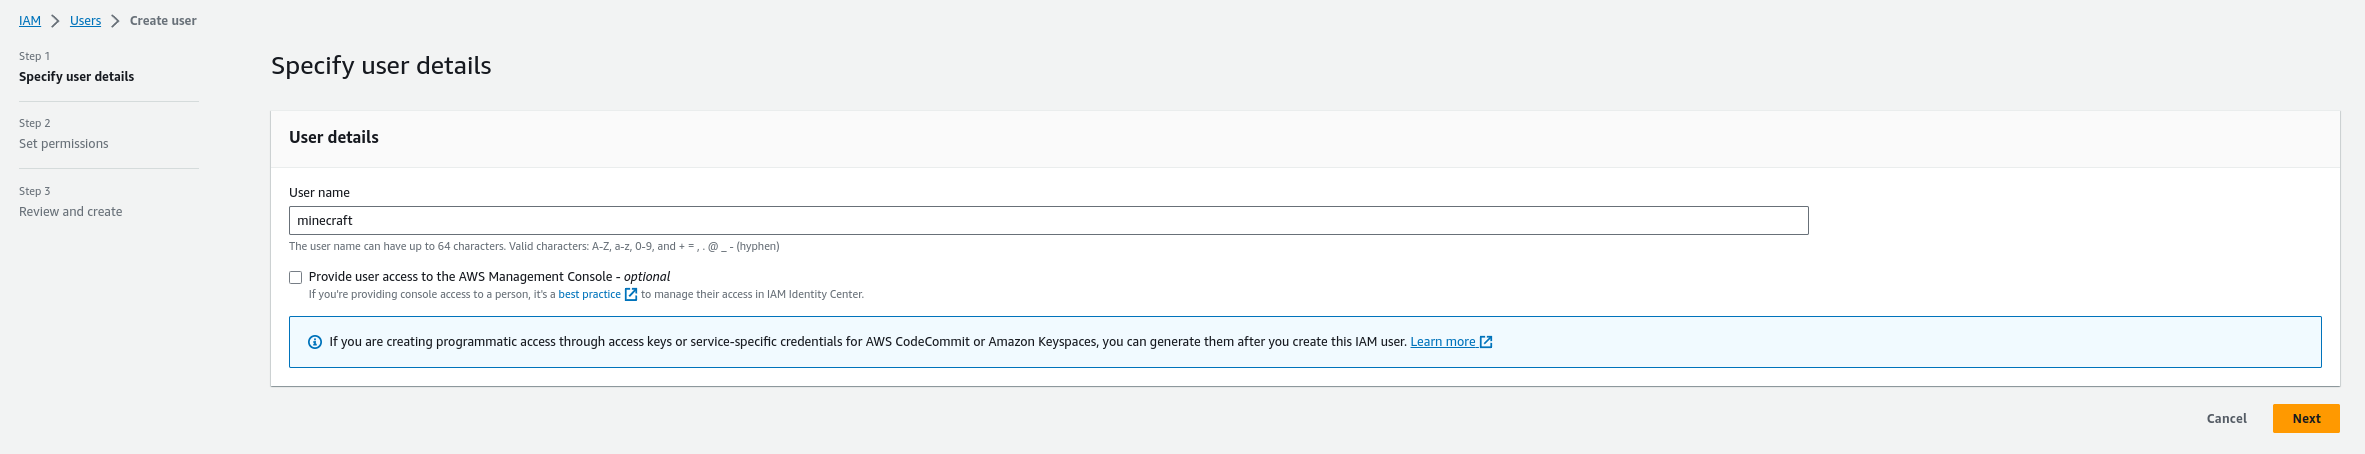 IAM > Users > Create user
Step 1
Specify user details
Step 2
Set permissions
Step 3
Review and create
Specify user details
User details
User name
minecraft
The user name can have up to 64 characters. Valid characters: A-Z, a-z, 0-9, and + = , . @ _ - (hyphen)
Provide user access to the AWS Management Console - optional
If you're providing console access to a person, it's a best practice to manage their access in IAM Identity Center.
If you are creating programmatic access through access keys or service-specific credentials for AWS CodeCommit or Amazon Keyspaces, you can generate them after you create this IAM user. Learn more
Cancel
Next